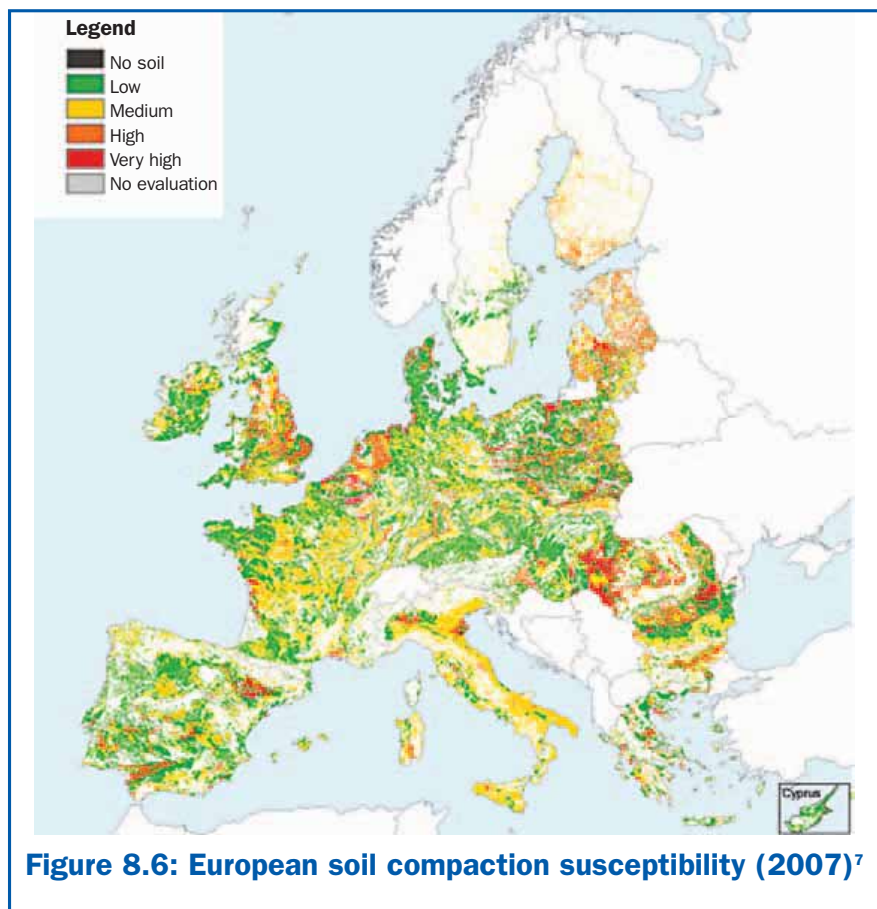 Legend
No soil
Low
Medium
High
Very high
No evaluation
Cyprus
Figure 8.6: European soil compaction susceptibility (2007)⁷